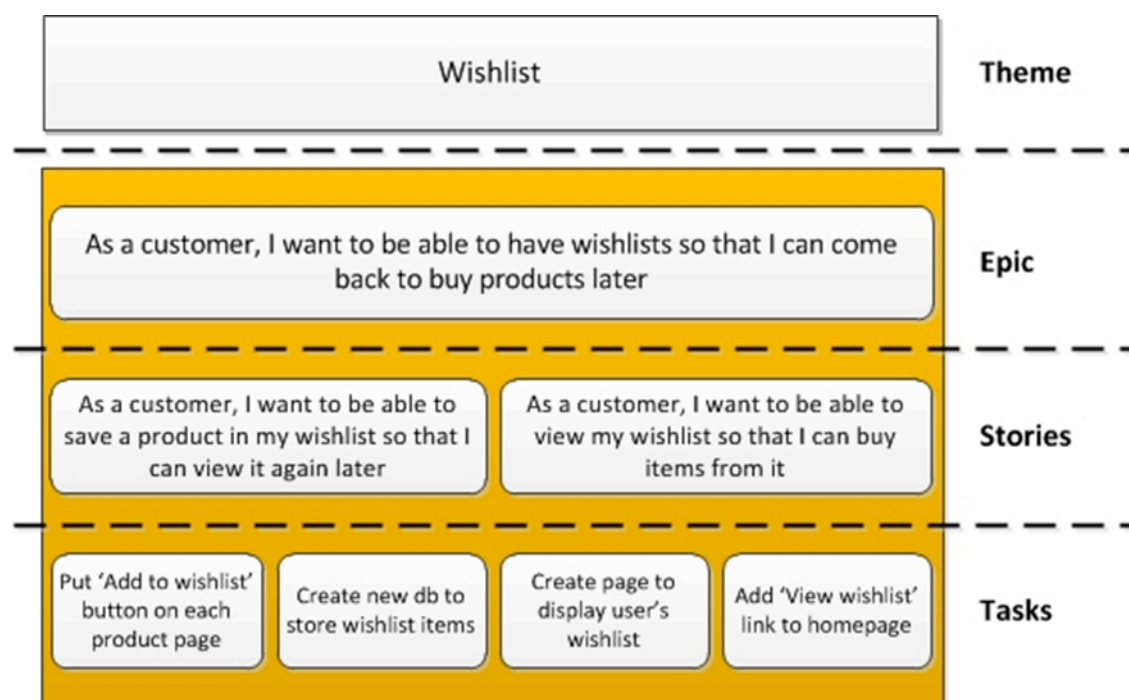 Wishlist
Theme
As a customer, I want to be able to have wishlists so that I can come
back to buy products later
Epic
As a customer, I want to be able to
save a product in my wishlist so that I
can view it again later
As a customer, I want to be able to
view my wishlist so that I can buy
items from it
Stories
Put ‘Add to wishlist’
button on each
product page
Create new db to
store wishlist items
Create page to
display user’s
wishlist
Add ‘View wishlist’
link to homepage
Tasks